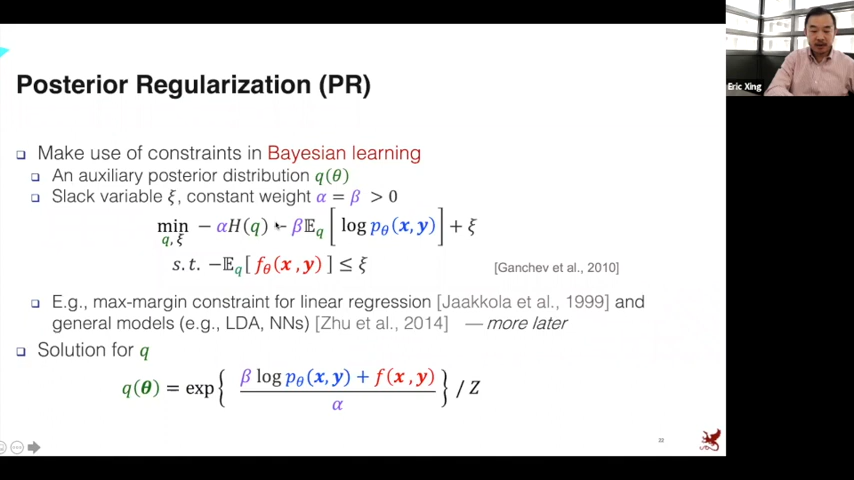 Eric Xing
Posterior Regularization (PR)
Make use of constraints in Bayesian learning
An auxiliary posterior distribution q(θ)
Slack variable ξ, constant weight α = β > 0
min_{q, ξ} − αH(q) − β𝔼_q [ log p_θ(x, y) ] + ξ
s.t. −𝔼_q[ f_θ(x, y) ] ≤ ξ
[Ganchev et al., 2010]
E.g., max-margin constraint for linear regression [Jaakkola et al., 1999] and
general models (e.g., LDA, NNs) [Zhu et al., 2014] — more later
Solution for q
q(θ) = exp{ (β log p_θ(x, y) + f(x, y)) / α } / Z
22